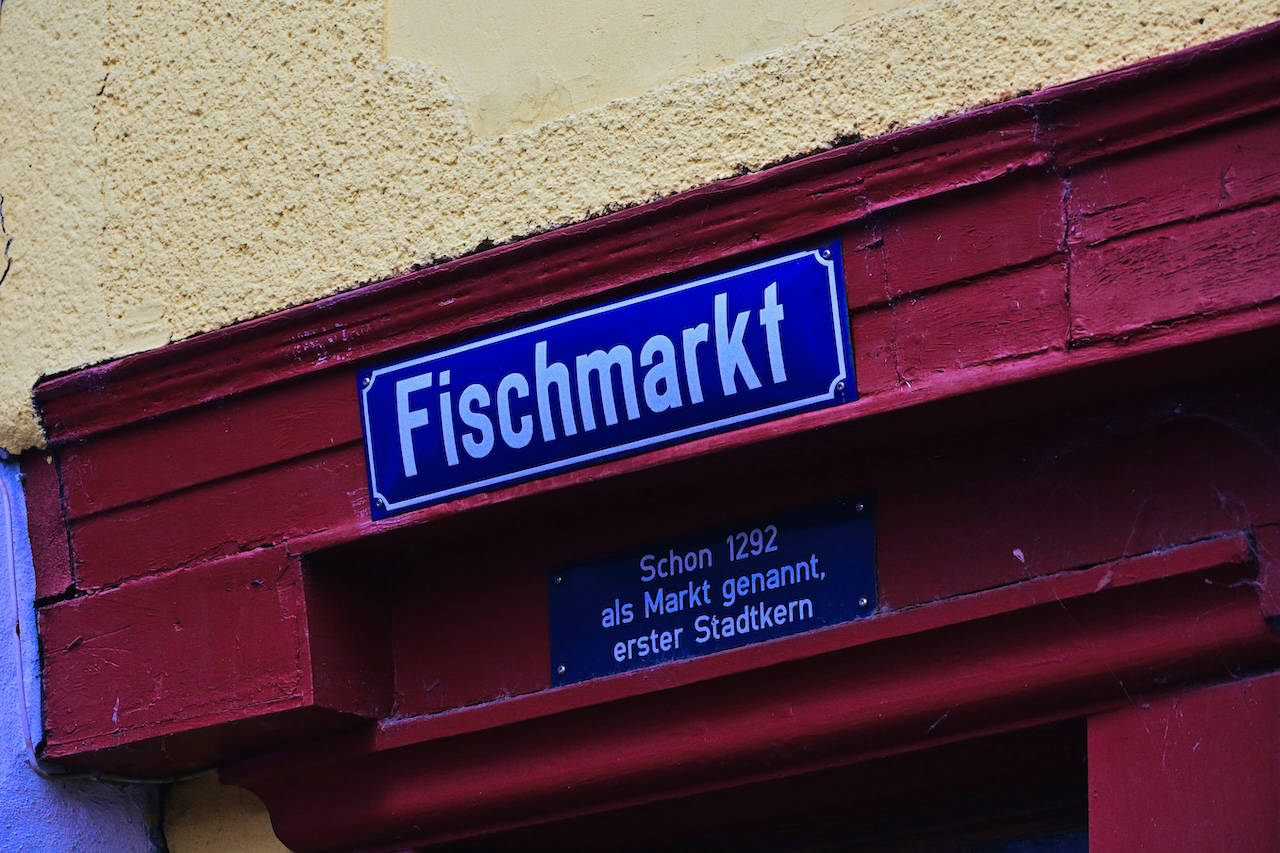 Fischmarkt
Schon 1292
als Markt genannt,
erster Stadtkern